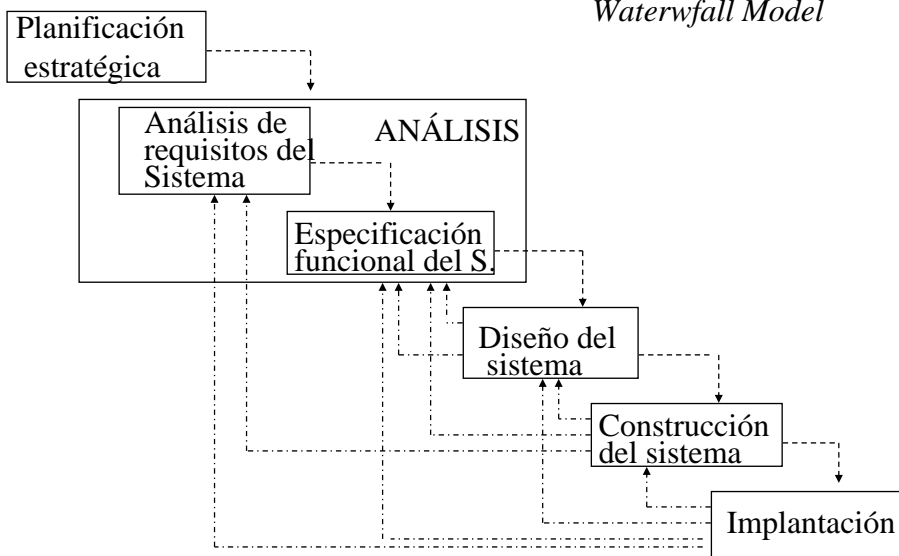 Waterwfall Model
Planificación
estratégica
Análisis de
requisitos del
Sistema
ANÁLISIS
Especificación
funcional del S.
Diseño del
sistema
Construcción
del sistema
Implantación